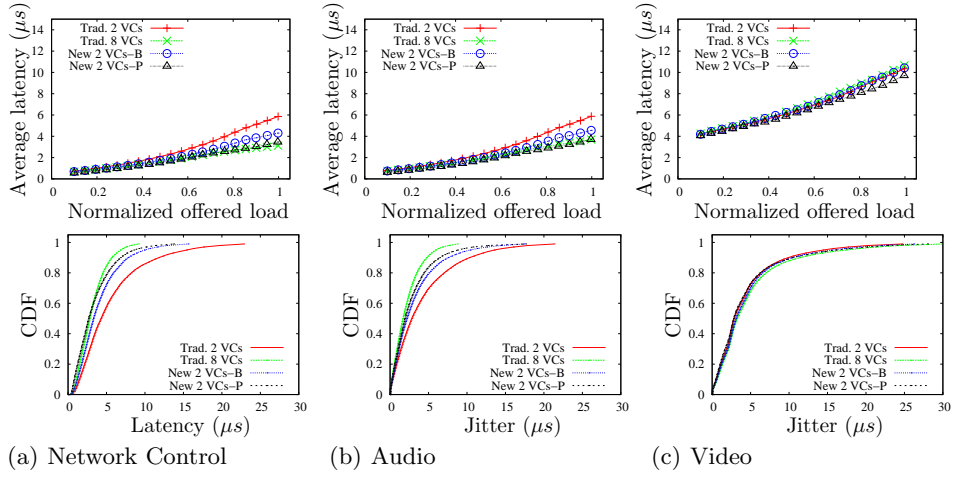 Average latency (μs)
14
12
10
8
6
4
2
0
Trad. 2 VCs
Trad. 8 VCs
New 2 VCs–B
New 2 VCs–P
0.2 0.4 0.6 0.8 1
Normalized offered load
Average latency (μs)
14
12
10
8
6
4
2
0
Trad. 2 VCs
Trad. 8 VCs
New 2 VCs–B
New 2 VCs–P
0.2 0.4 0.6 0.8 1
Normalized offered load
Average latency (μs)
14
12
10
8
6
4
2
0
Trad. 2 VCs
Trad. 8 VCs
New 2 VCs–B
New 2 VCs–P
0.2 0.4 0.6 0.8 1
Normalized offered load
CDF
1
0.8
0.6
0.4
0.2
0
Trad. 2 VCs
Trad. 8 VCs
New 2 VCs–B
New 2 VCs–P
0 5 10 15 20 25 30
Latency (μs)
CDF
1
0.8
0.6
0.4
0.2
0
Trad. 2 VCs
Trad. 8 VCs
New 2 VCs–B
New 2 VCs–P
0 5 10 15 20 25 30
Jitter (μs)
CDF
1
0.8
0.6
0.4
0.2
0
Trad. 2 VCs
Trad. 8 VCs
New 2 VCs–B
New 2 VCs–P
0 5 10 15 20 25 30
Jitter (μs)
(a) Network Control
(b) Audio
(c) Video